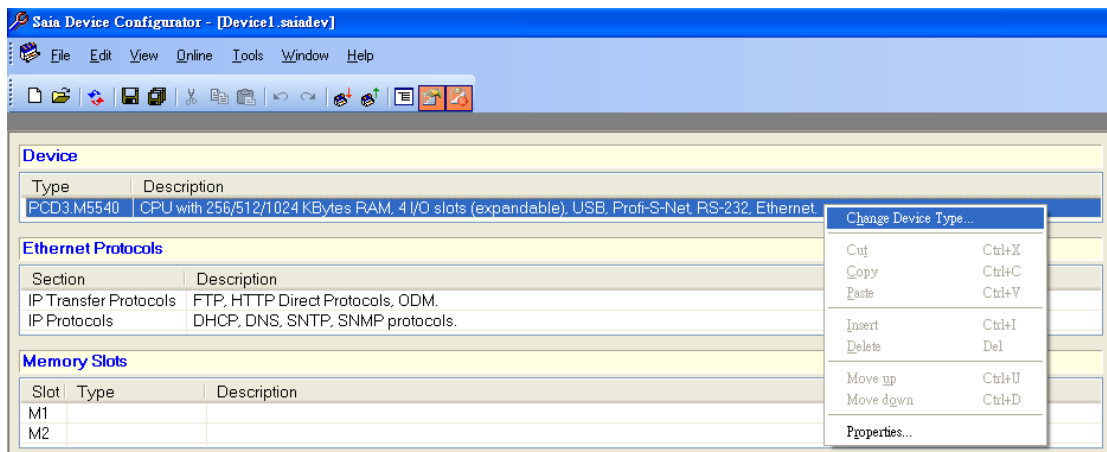 Saia Device Configurator - [Device1.saiadev]
File Edit View Online Tools Window Help
Device
Type Description
PCD3.M5540 CPU with 256/512/1024 KBytes RAM, 4 I/O slots (expandable), USB, Profi-S-Net, RS-232, Ethernet.
Change Device Type...
Cut Ctrl+X
Copy Ctrl+C
Paste Ctrl+V
Insert Ctrl+I
Delete Del
Move up Ctrl+U
Move down Ctrl+D
Properties...
Ethernet Protocols
Section Description
IP Transfer Protocols FTP, HTTP Direct Protocols, ODM.
IP Protocols DHCP, DNS, SNTP, SNMP protocols.
Memory Slots
Slot Type Description
M1
M2